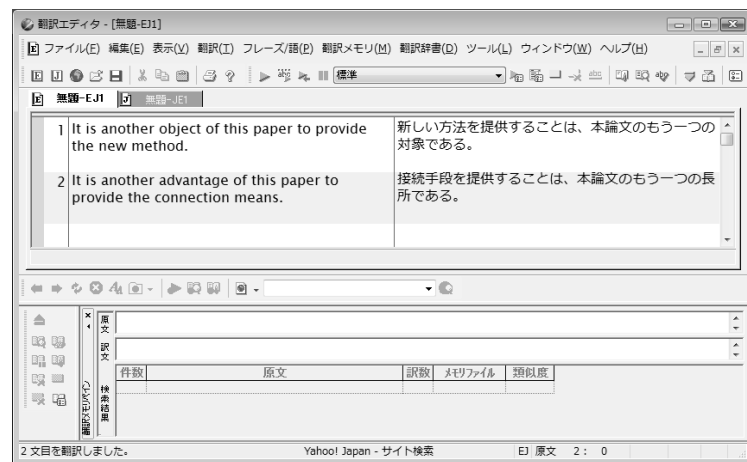 翻訳エディタ - [無題-EJ1]
ファイル(F) 編集(E) 表示(V) 翻訳(T) フレーズ/語(P) 翻訳メモリ(M) 翻訳辞書(D) ツール(L) ウィンドウ(W) ヘルプ(H)
標準
無題-EJ1 無題-JE1
1 It is another object of this paper to provide
the new method.
新しい方法を提供することは、本論文のもう一つの
対象である。
2 It is another advantage of this paper to
provide the connection means.
接続手段を提供することは、本論文のもう一つの長
所である。
翻訳メモリペイン
原文
訳文
検索結果
件数 原文 訳数 メモリファイル 類似度
2 文目を翻訳しました。 Yahoo! Japan - サイト検索 EJ 原文 2: 0